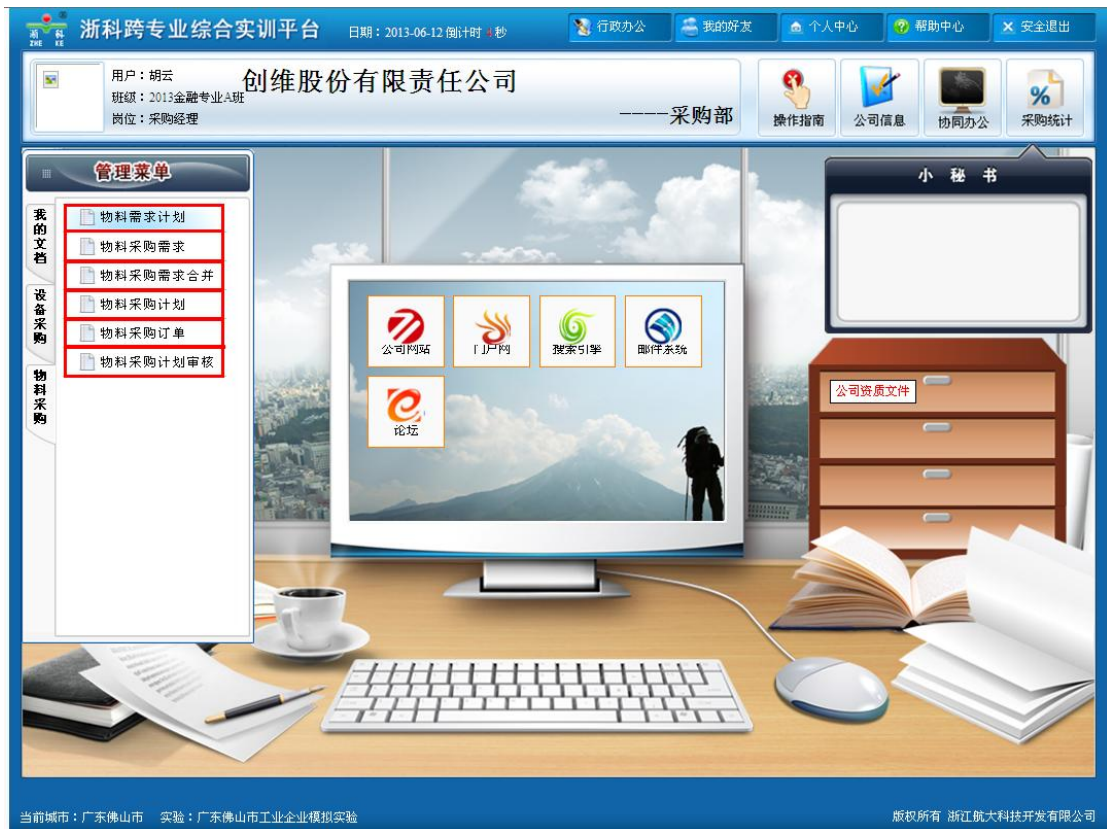 浙科 ZHE KE
浙科跨专业综合实训平台
日期：2013-06-12 倒计时 4秒
行政办公
我的好友
个人中心
帮助中心
安全退出
用户：胡云
班级：2013金融专业A班
岗位：采购经理
创维股份有限责任公司
----采购部
操作指南
公司信息
协同办公
采购统计
管理菜单
我的文档
设备采购
物料采购
物料需求计划
物料采购需求
物料采购需求合并
物料采购计划
物料采购订单
物料采购计划审核
公司网站
门户网
搜索引擎
邮件系统
论坛
小秘书
公司资质文件
当前城市：广东佛山市 实验：广东佛山市工业企业模拟实验
版权所有 浙江航大科技开发有限公司